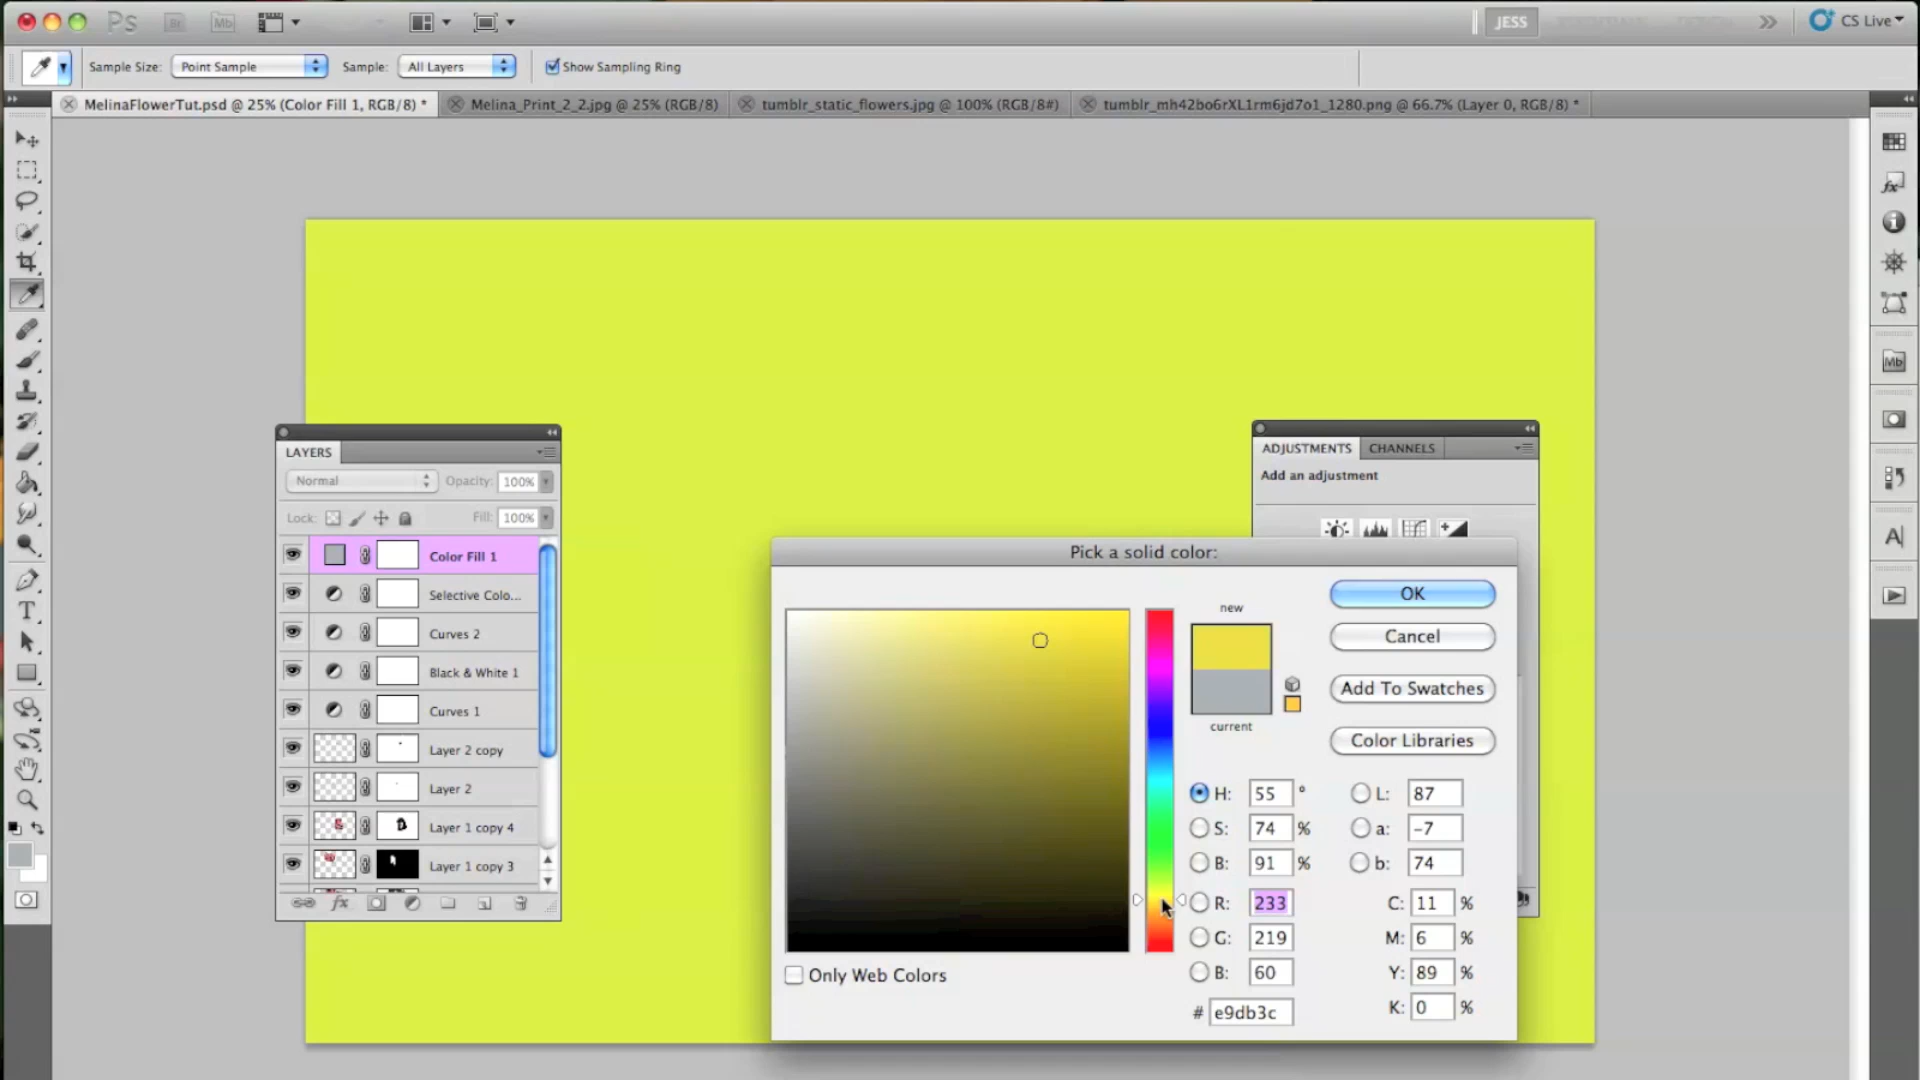 Ps Br Mb JESS CS Live
Sample Size: Point Sample Sample: All Layers Show Sampling Ring
MelinaFlowerTut.psd @ 25% (Color Fill 1, RGB/8) * Melina_Print_2_2.jpg @ 25% (RGB/8) tumblr_static_flowers.jpg @ 100% (RGB/8#) tumblr_mh42bo6rXL1rm6jd7o1_1280.png @ 66.7% (Layer 0, RGB/8) *
Mb
LAYERS
Normal Opacity: 100%
Lock: Fill: 100%
Color Fill 1
Selective Colo...
Curves 2
Black & White 1
Curves 1
Layer 2 copy
Layer 2
Layer 1 copy 4
Layer 1 copy 3
fx
ADJUSTMENTS CHANNELS
Add an adjustment
Pick a solid color:
new
current
OK
Cancel
Add To Swatches
Color Libraries
H: 55 ° L: 87
S: 74 % a: -7
B: 91 % b: 74
R: 233 C: 11 %
G: 219 M: 6 %
B: 60 Y: 89 %
# e9db3c K: 0 %
Only Web Colors